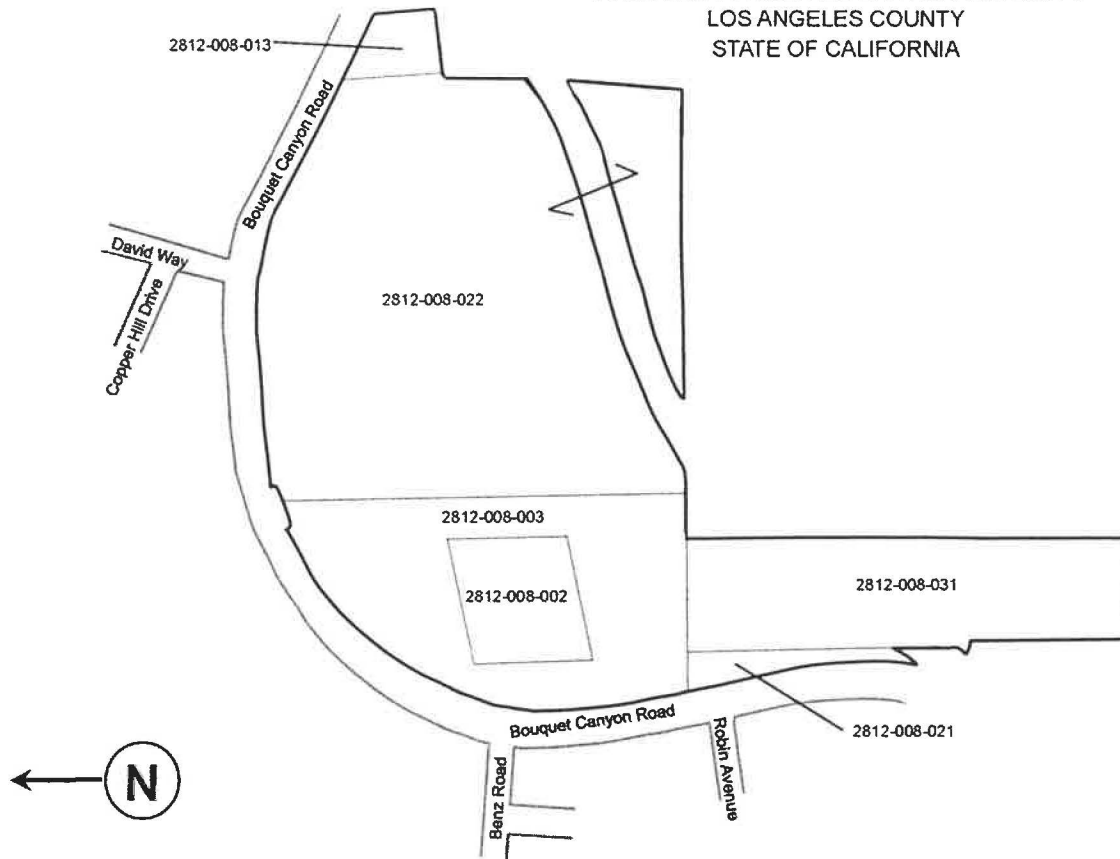 LOS ANGELES COUNTY
STATE OF CALIFORNIA
2812-008-013
Bouquet Canyon Road
David Way
Copper Hill Drive
2812-008-022
2812-008-003
2812-008-002
2812-008-031
Bouquet Canyon Road
2812-008-021
Robin Avenue
Benz Road
N